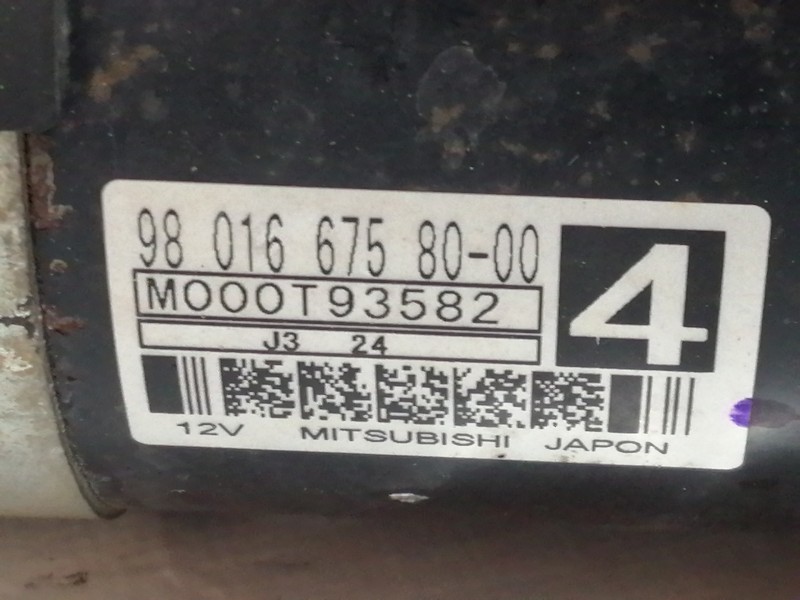 98 016 675 80-00
4
M000T93582
J3 24
12V MITSUBISHI JAPON